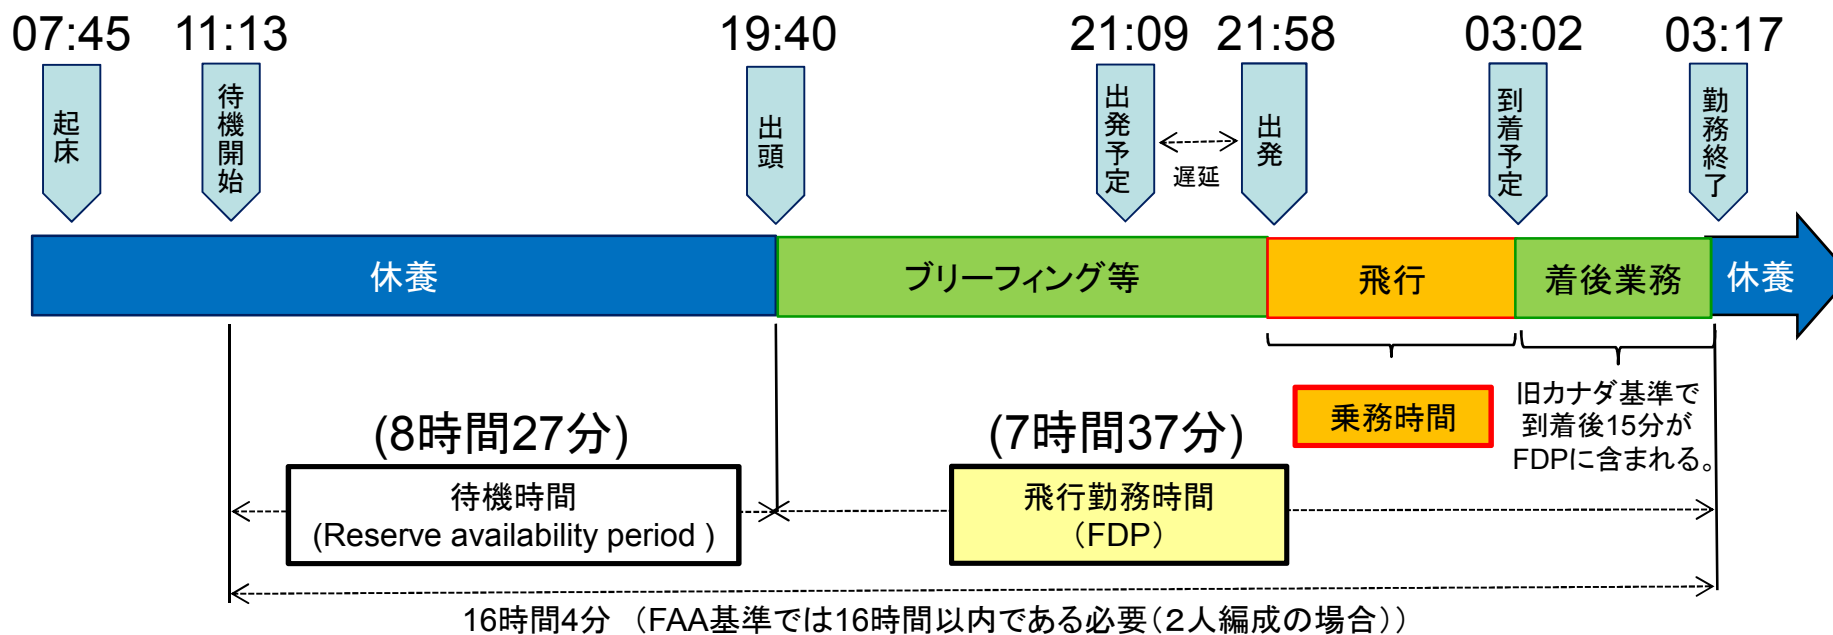 07:45
11:13
19:40
21:09
21:58
03:02
03:17
起床
待機開始
出頭
出発予定
遅延
出発
到着予定
勤務終了
休養
ブリーフィング等
飛行
着後業務
休養
(8時間27分)
(7時間37分)
乗務時間
旧カナダ基準で
到着後15分が
FDPに含まれる。
待機時間
(Reserve availability period )
飛行勤務時間
(FDP)
16時間4分 （FAA基準では16時間以内である必要（２人編成の場合））